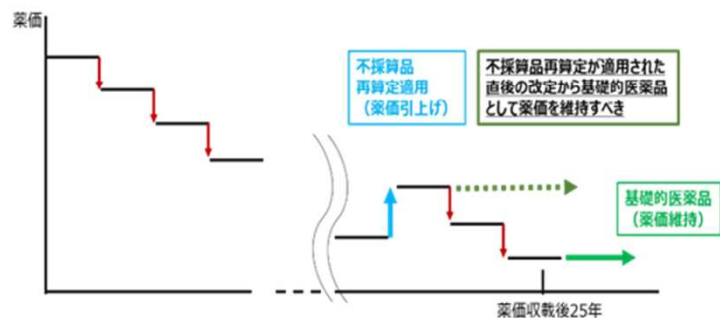 薬価
不採算品
再算定適用
（薬価引上げ）
不採算品再算定が適用された
直後の改定から基礎的医薬品
として薬価を維持すべき
基礎的医薬品
（薬価維持）
薬価収載後25年